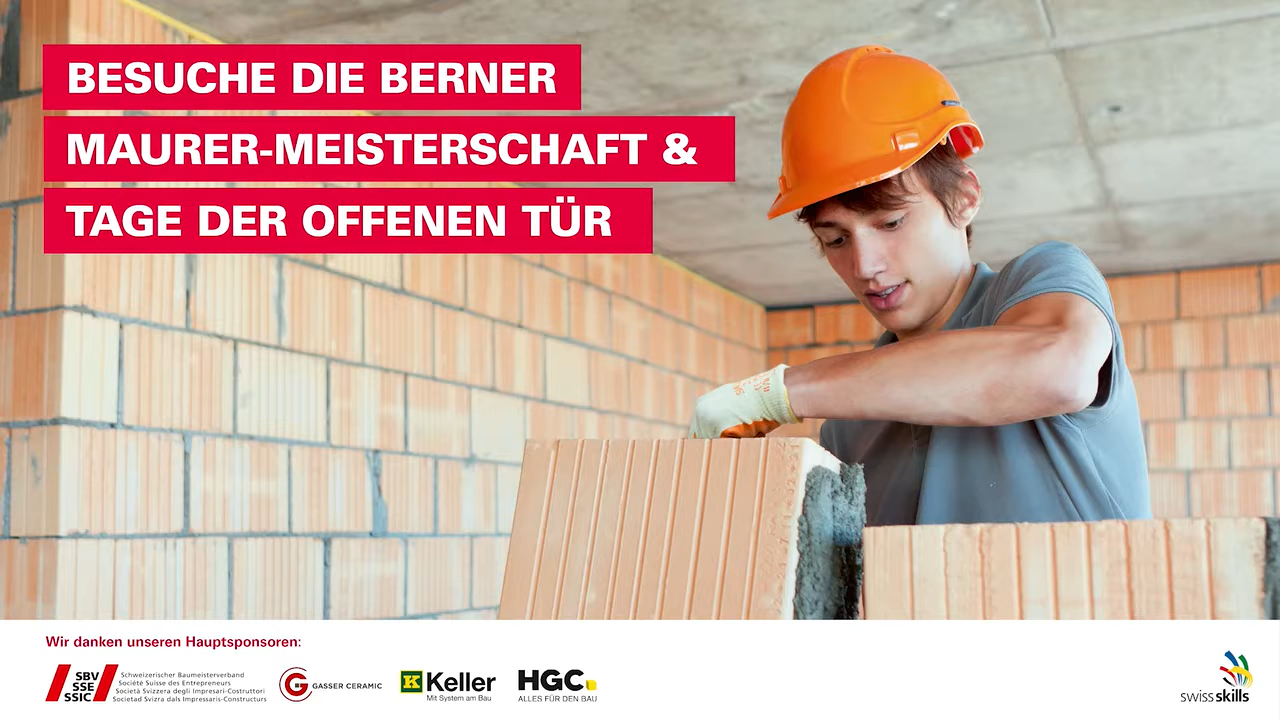 BESUCHE DIE BERNER
MAURER-MEISTERSCHAFT &
TAGE DER OFFENEN TÜR
Wir danken unseren Hauptsponsoren:
SBV
SSE
SSIC
Schweizerischer Baumeisterverband
Société Suisse des Entrepreneurs
Società Svizzera degli Impresari-Costruttori
Societad Svizra dals Impressaris-Constructurs
G GASSER CERAMIC
K Keller
Mit System am Bau
HGC
ALLES FÜR DEN BAU
swiss skills